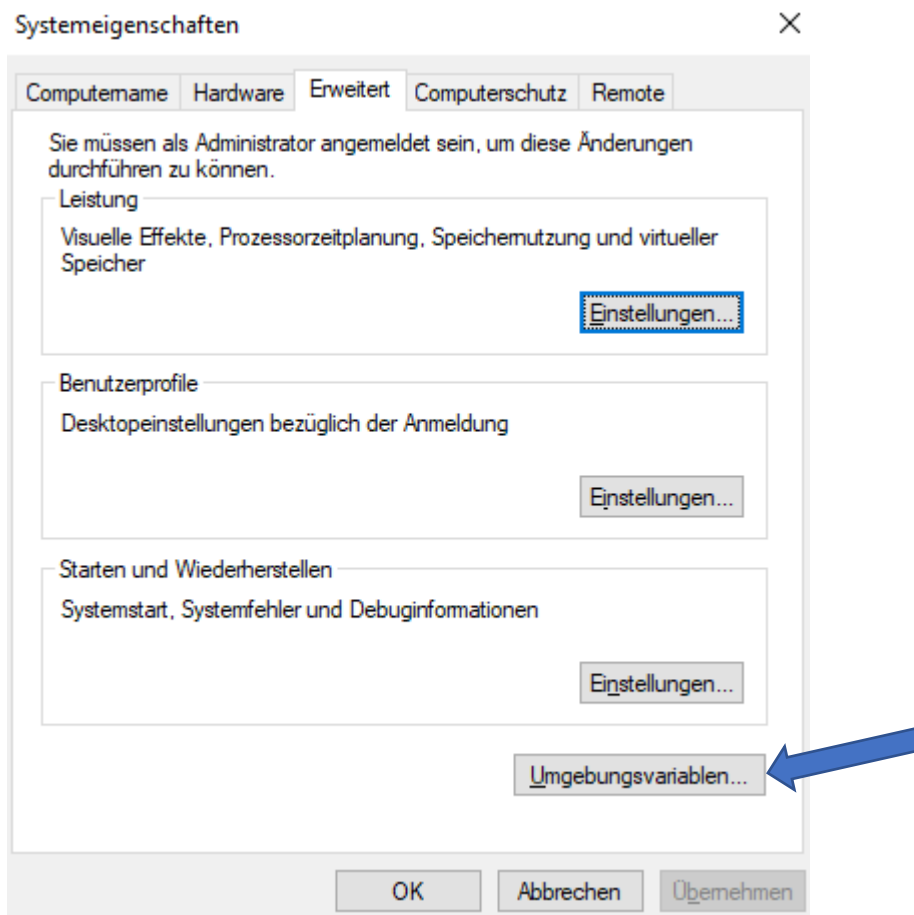 Systemeigenschaften
Computername Hardware Erweitert Computerschutz Remote
Sie müssen als Administrator angemeldet sein, um diese Änderungen
durchführen zu können.
Leistung
Visuelle Effekte, Prozessorzeitplanung, Speichernutzung und virtueller
Speicher
Einstellungen...
Benutzerprofile
Desktopeinstellungen bezüglich der Anmeldung
Einstellungen...
Starten und Wiederherstellen
Systemstart, Systemfehler und Debuginformationen
Einstellungen...
Umgebungsvariablen...
OK Abbrechen Übernehmen